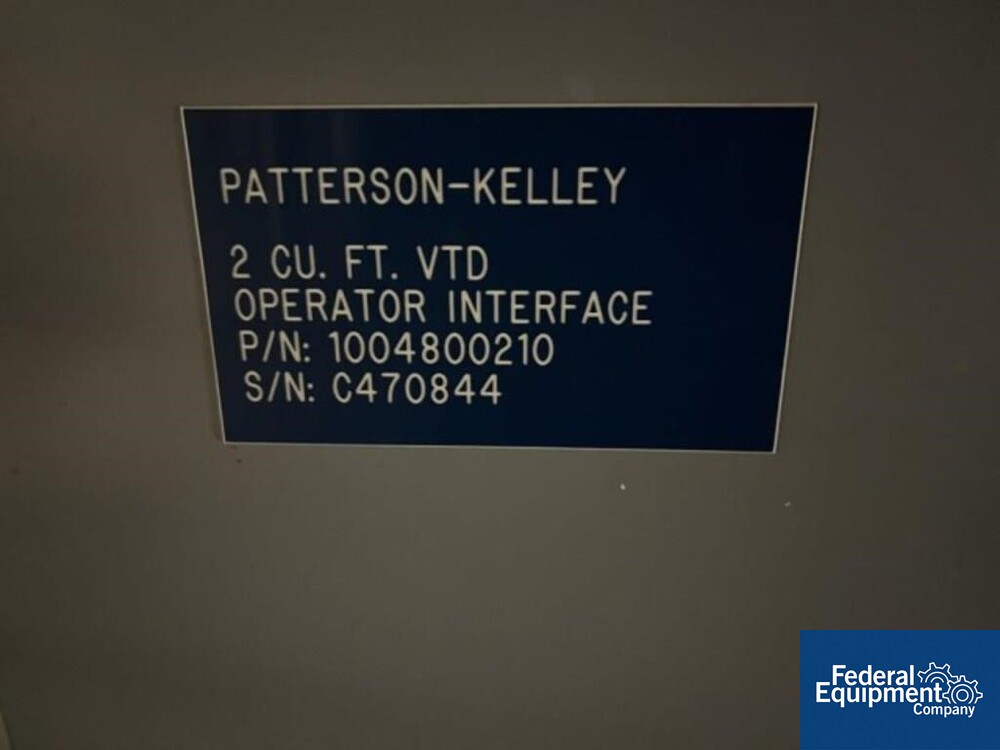 PATTERSON-KELLEY
2 CU. FT. VTD
OPERATOR INTERFACE
P/N: 1004800210
S/N: C470844
Federal
Equipment
Company